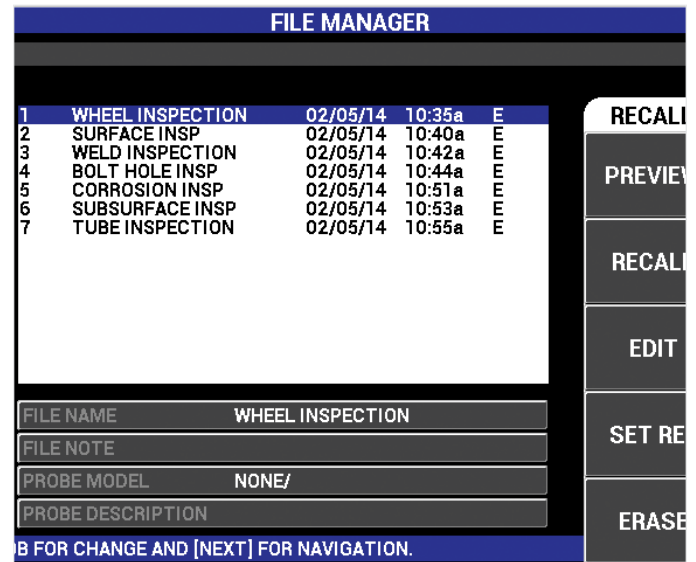 FILE MANAGER
1 WHEEL INSPECTION 02/05/14 10:35a E
2 SURFACE INSP 02/05/14 10:40a E
3 WELD INSPECTION 02/05/14 10:42a E
4 BOLT HOLE INSP 02/05/14 10:44a E
5 CORROSION INSP 02/05/14 10:51a E
6 SUBSURFACE INSP 02/05/14 10:53a E
7 TUBE INSPECTION 02/05/14 10:55a E
FILE NAME WHEEL INSPECTION
FILE NOTE
PROBE MODEL NONE/
PROBE DESCRIPTION
B FOR CHANGE AND [NEXT] FOR NAVIGATION.
RECALL
PREVIEW
RECALL
EDIT
SET RE
ERASE